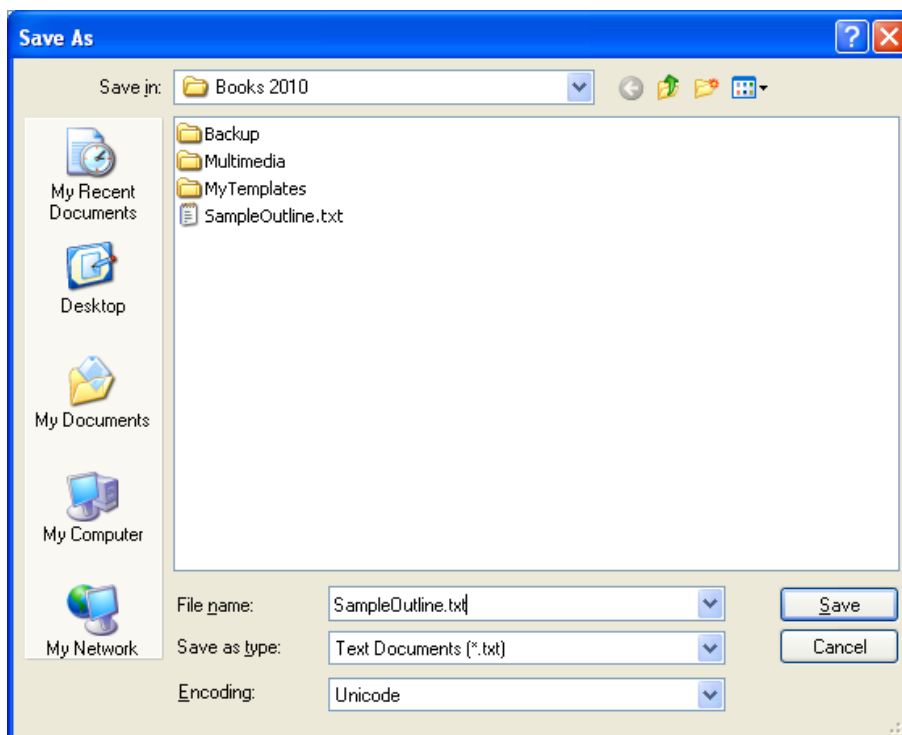 Save As
Save in: Books 2010
Backup
Multimedia
MyTemplates
SampleOutline.txt
My Recent
Documents
Desktop
My Documents
My Computer
My Network
File name: SampleOutline.txt Save
Save as type: Text Documents (*.txt) Cancel
Encoding: Unicode